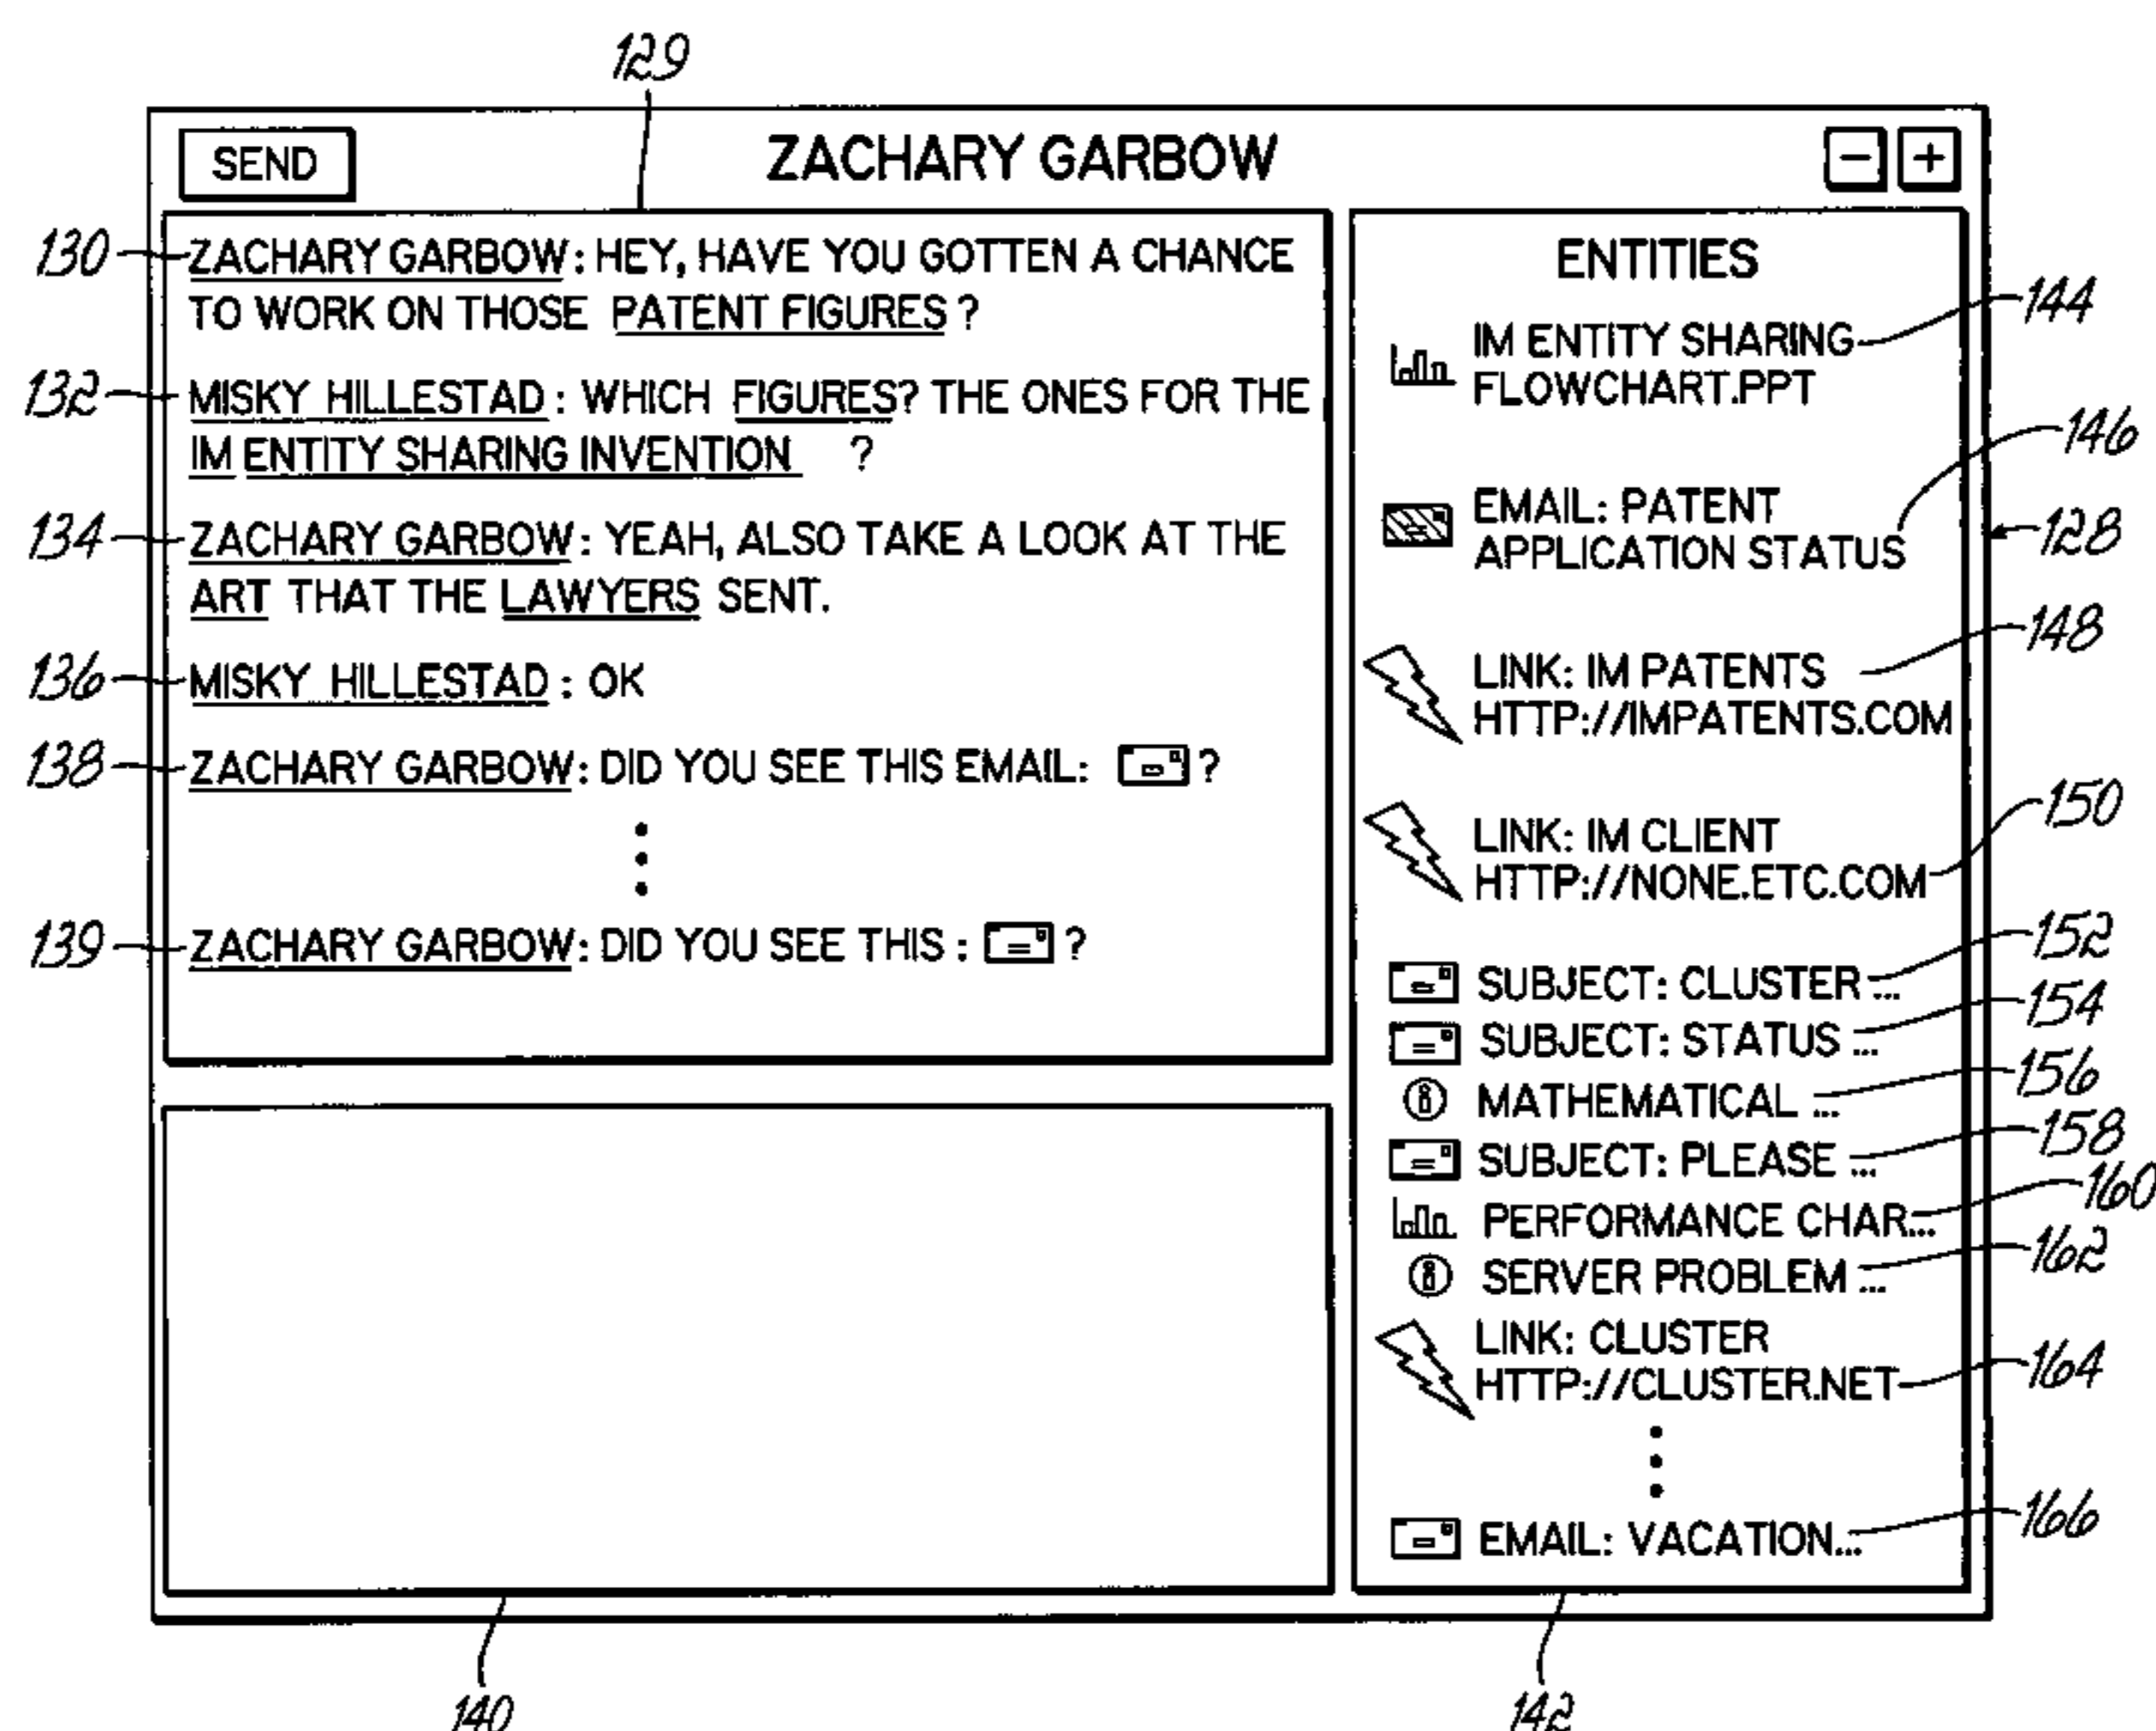 129
SEND
ZACHARY GARBOW
- +
130
ZACHARY GARBOW: HEY, HAVE YOU GOTTEN A CHANCE
TO WORK ON THOSE PATENT FIGURES?
132
MISKY HILLESTAD: WHICH FIGURES? THE ONES FOR THE
IM ENTITY SHARING INVENTION ?
134
ZACHARY GARBOW: YEAH, ALSO TAKE A LOOK AT THE
ART THAT THE LAWYERS SENT.
136
MISKY HILLESTAD: OK
138
ZACHARY GARBOW: DID YOU SEE THIS EMAIL: ?
139
ZACHARY GARBOW: DID YOU SEE THIS: ?
140
ENTITIES
IM ENTITY SHARING
FLOWCHART.PPT
144
EMAIL: PATENT
APPLICATION STATUS
146
128
LINK: IM PATENTS
HTTP://IMPATENTS.COM
148
LINK: IM CLIENT
HTTP://NONE.ETC.COM
150
SUBJECT: CLUSTER ...
152
SUBJECT: STATUS ...
154
i MATHEMATICAL ...
156
SUBJECT: PLEASE ...
158
PERFORMANCE CHAR...
160
i SERVER PROBLEM ...
162
LINK: CLUSTER
HTTP://CLUSTER.NET
164
EMAIL: VACATION...
166
142